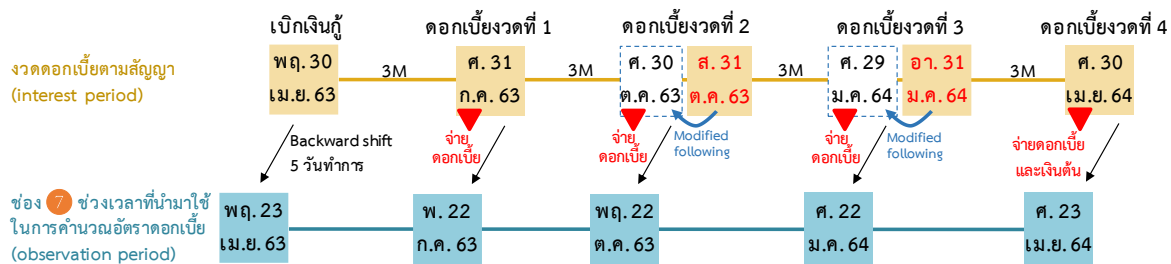 เบิกเงินกู้
ดอกเบี้ยงวดที่ 1
ดอกเบี้ยงวดที่ 2
ดอกเบี้ยงวดที่ 3
ดอกเบี้ยงวดที่ 4
งวดดอกเบี้ยตามสัญญา
(interest period)
พฤ. 30
เม.ย. 63
3M
ศ. 31
ก.ค. 63
3M
ศ. 30
ต.ค. 63
ส. 31
ต.ค. 63
3M
ศ. 29
ม.ค. 64
อา. 31
ม.ค. 64
3M
ศ. 30
เม.ย. 64
Backward shift
5 วันทำการ
จ่าย
ดอกเบี้ย
จ่าย
ดอกเบี้ย
Modified
following
จ่าย
ดอกเบี้ย
Modified
following
จ่ายดอกเบี้ย
และเงินต้น
ช่อง 7 ช่วงเวลาที่นำมาใช้
ในการคำนวณอัตราดอกเบี้ย
(observation period)
พฤ. 23
เม.ย. 63
พ. 22
ก.ค. 63
พฤ. 22
ต.ค. 63
ศ. 22
ม.ค. 64
ศ. 23
เม.ย. 64